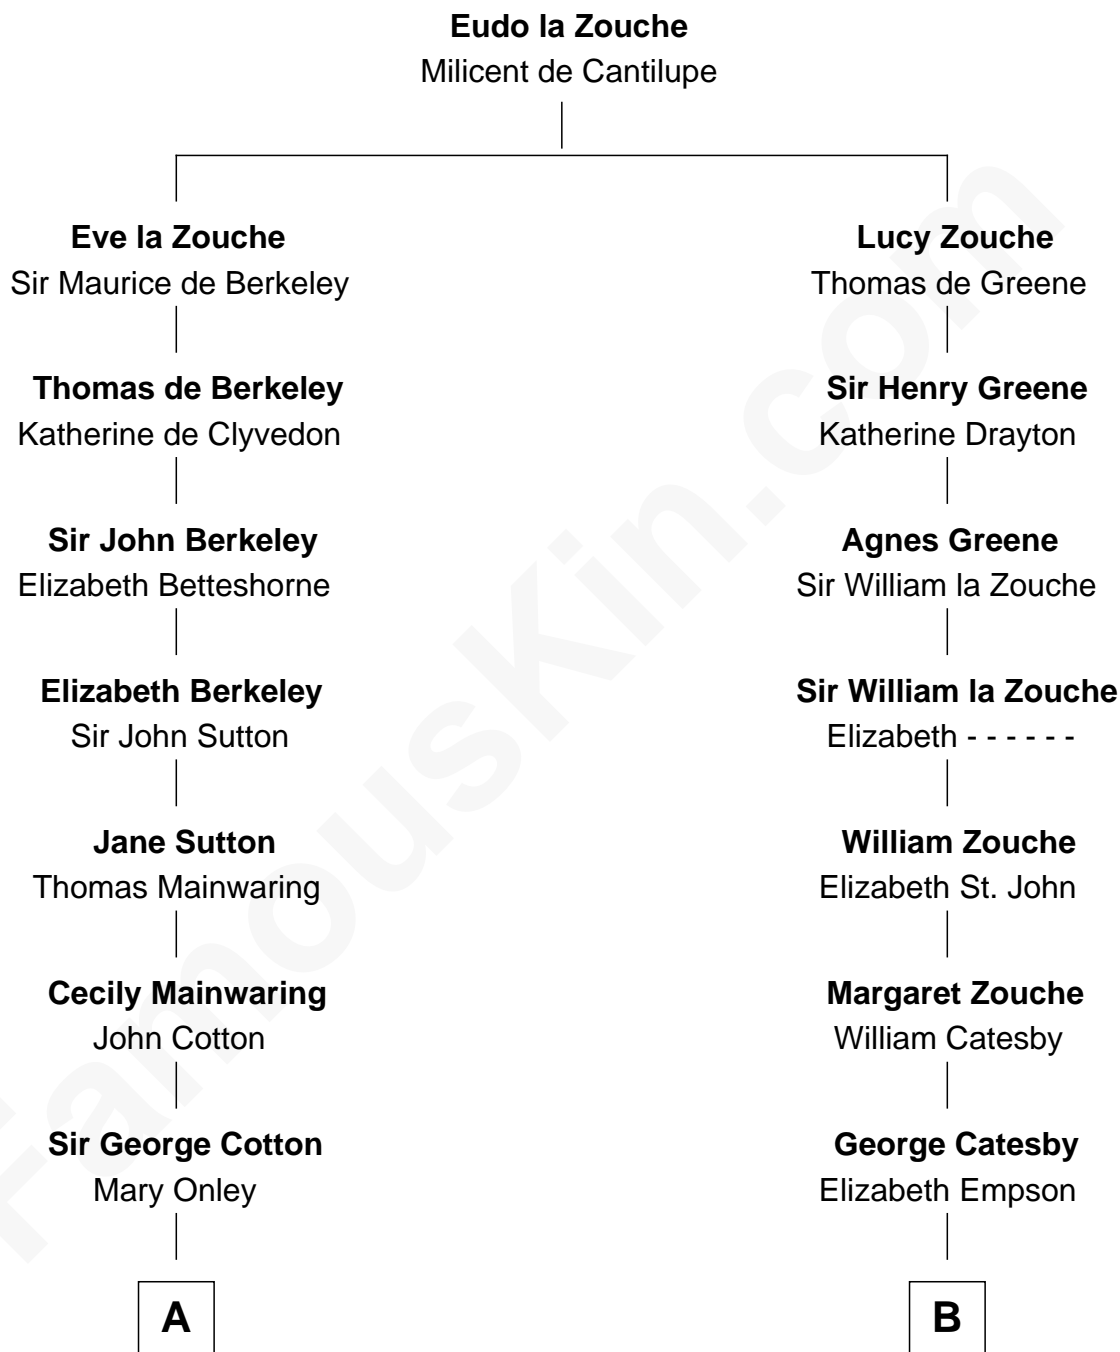 Eudo la Zouche
Milicent de Cantilupe
Eve la Zouche
Sir Maurice de Berkeley
Lucy Zouche
Thomas de Greene
Thomas de Berkeley
Katherine de Clyvedon
Sir Henry Greene
Katherine Drayton
Sir John Berkeley
Elizabeth Betteshorne
Agnes Greene
Sir William la Zouche
Elizabeth Berkeley
Sir John Sutton
Sir William la Zouche
Elizabeth - - - - - -
Jane Sutton
Thomas Mainwaring
William Zouche
Elizabeth St. John
Cecily Mainwaring
John Cotton
Margaret Zouche
William Catesby
Sir George Cotton
Mary Onley
George Catesby
Elizabeth Empson
A
B
FamousKin.com